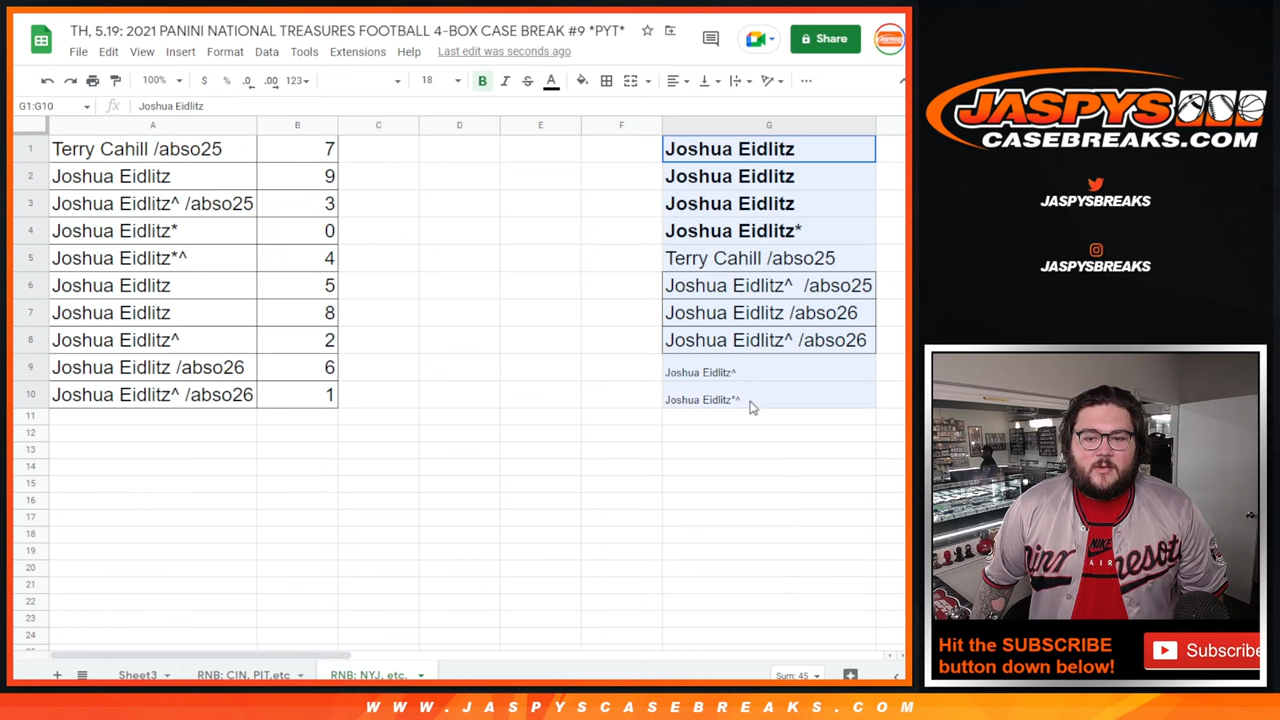 TH, 5.19: 2021 PANINI NATIONAL TREASURES FOOTBALL 4-BOX CASE BREAK #9 *PYT*
File Edit View Insert Format Data Tools Extensions Help Last edit was seconds ago
Share
100% $ % .0 .00 123 18 B I S A
G1:G10 fx Joshua Eidlitz
A B C D E F G
1 Terry Cahill /abso25 7 Joshua Eidlitz
2 Joshua Eidlitz 9 Joshua Eidlitz
3 Joshua Eidlitz^ /abso25 3 Joshua Eidlitz
4 Joshua Eidlitz* 0 Joshua Eidlitz*
5 Joshua Eidlitz*^ 4 Terry Cahill /abso25
6 Joshua Eidlitz 5 Joshua Eidlitz^ /abso25
7 Joshua Eidlitz 8 Joshua Eidlitz /abso26
8 Joshua Eidlitz^ 2 Joshua Eidlitz^ /abso26
9 Joshua Eidlitz /abso26 6 Joshua Eidlitz^
10 Joshua Eidlitz^ /abso26 1 Joshua Eidlitz*^
11
12
13
14
15
16
17
18
19
20
21
22
23
24
Sheet3 RNB: CIN, PIT,etc RNB: NYJ, etc. Sum: 45
JASPYS
CASEBREAKS.COM
JASPYSBREAKS
JASPYSBREAKS
NIKE
AIR
Hit the SUBSCRIBE
button down below!
Subscribe
WWW.JASPYSCASEBREAKS.COM